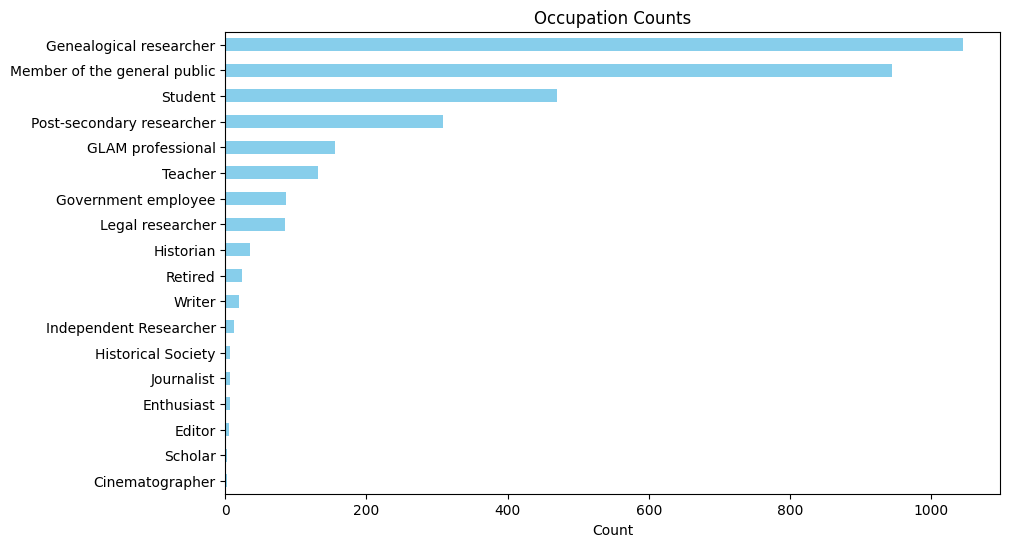 Occupation Counts
Genealogical researcher
Member of the general public
Student
Post-secondary researcher
GLAM professional
Teacher
Government employee
Legal researcher
Historian
Retired
Writer
Independent Researcher
Historical Society
Journalist
Enthusiast
Editor
Scholar
Cinematographer
0 200 400 600 800 1000
Count